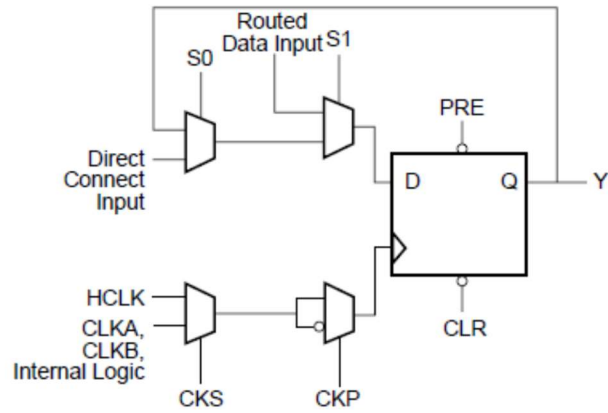 Routed
Data Input
S1
S0
PRE
Direct
Connect
Input
D
Q
Y
HCLK
CLKA,
CLKB,
Internal Logic
CLR
CKS
CKP